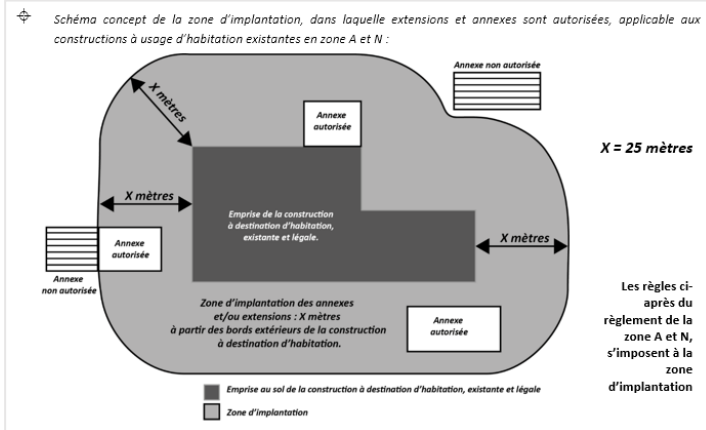 Schéma concept de la zone d'implantation, dans laquelle extensions et annexes sont autorisées, applicable aux
constructions à usage d'habitation existantes en zone A et N :
Annexe non autorisée
X mètres
Annexe
autorisée
X = 25 mètres
X mètres
Emprise de la construction
à destination d'habitation,
existante et légale.
X mètres
Annexe
autorisée
Annexe
non autorisée
Zone d'implantation des annexes
et/ou extensions : X mètres
à partir des bords extérieurs de la construction
à destination d'habitation.
Annexe
autorisée
Les règles ci-
après du
règlement de la
zone A et N,
s'imposent à la
zone
d'implantation
Emprise au sol de la construction à destination d'habitation, existante et légale
Zone d'implantation